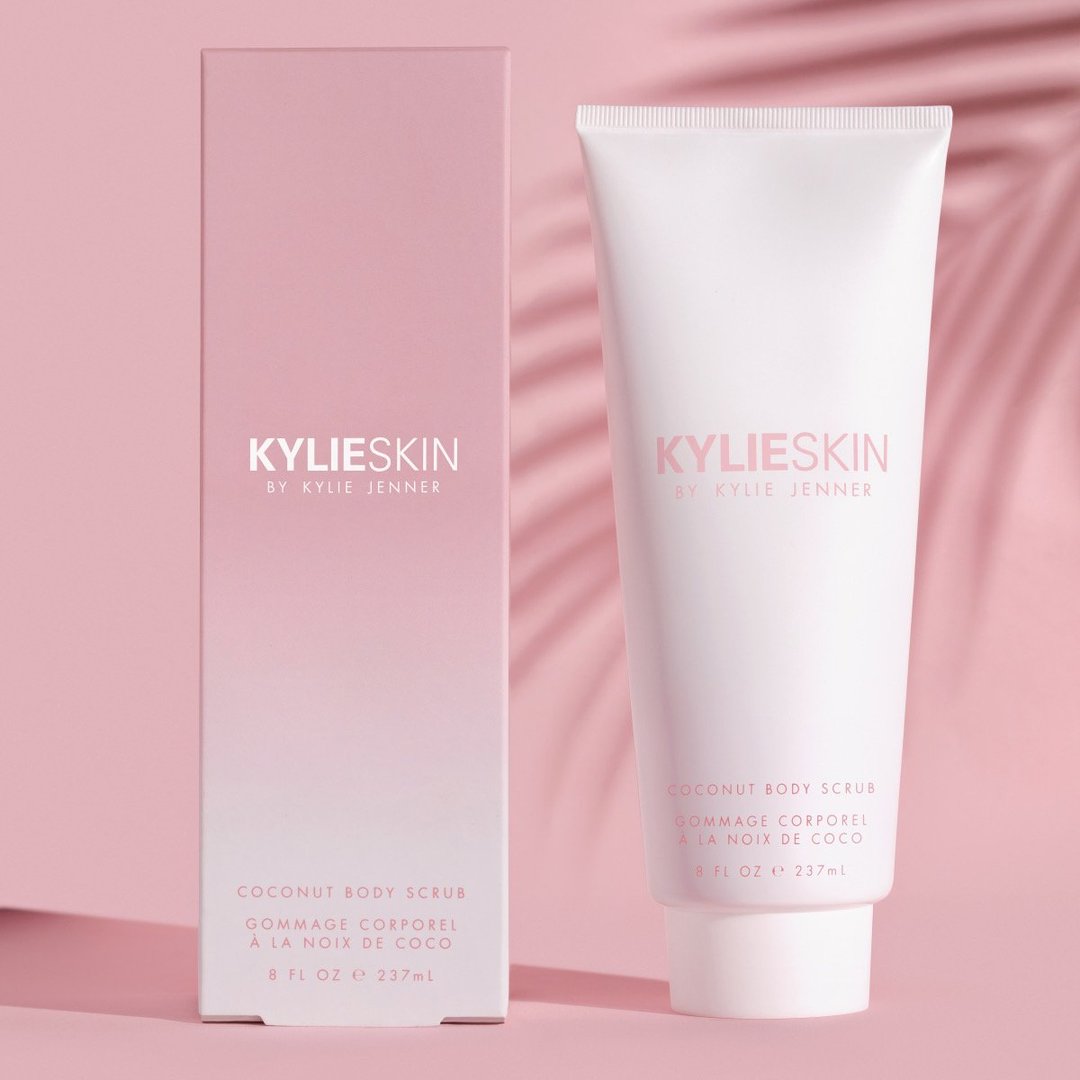 KYLIESKIN
BY KYLIE JENNER
COCONUT BODY SCRUB
GOMMAGE CORPOREL
À LA NOIX DE COCO
8 FL OZ ℮ 237mL
KYLIESKIN
BY KYLIE JENNER
COCONUT BODY SCRUB
GOMMAGE CORPOREL
À LA NOIX DE COCO
8 FL OZ ℮ 237mL